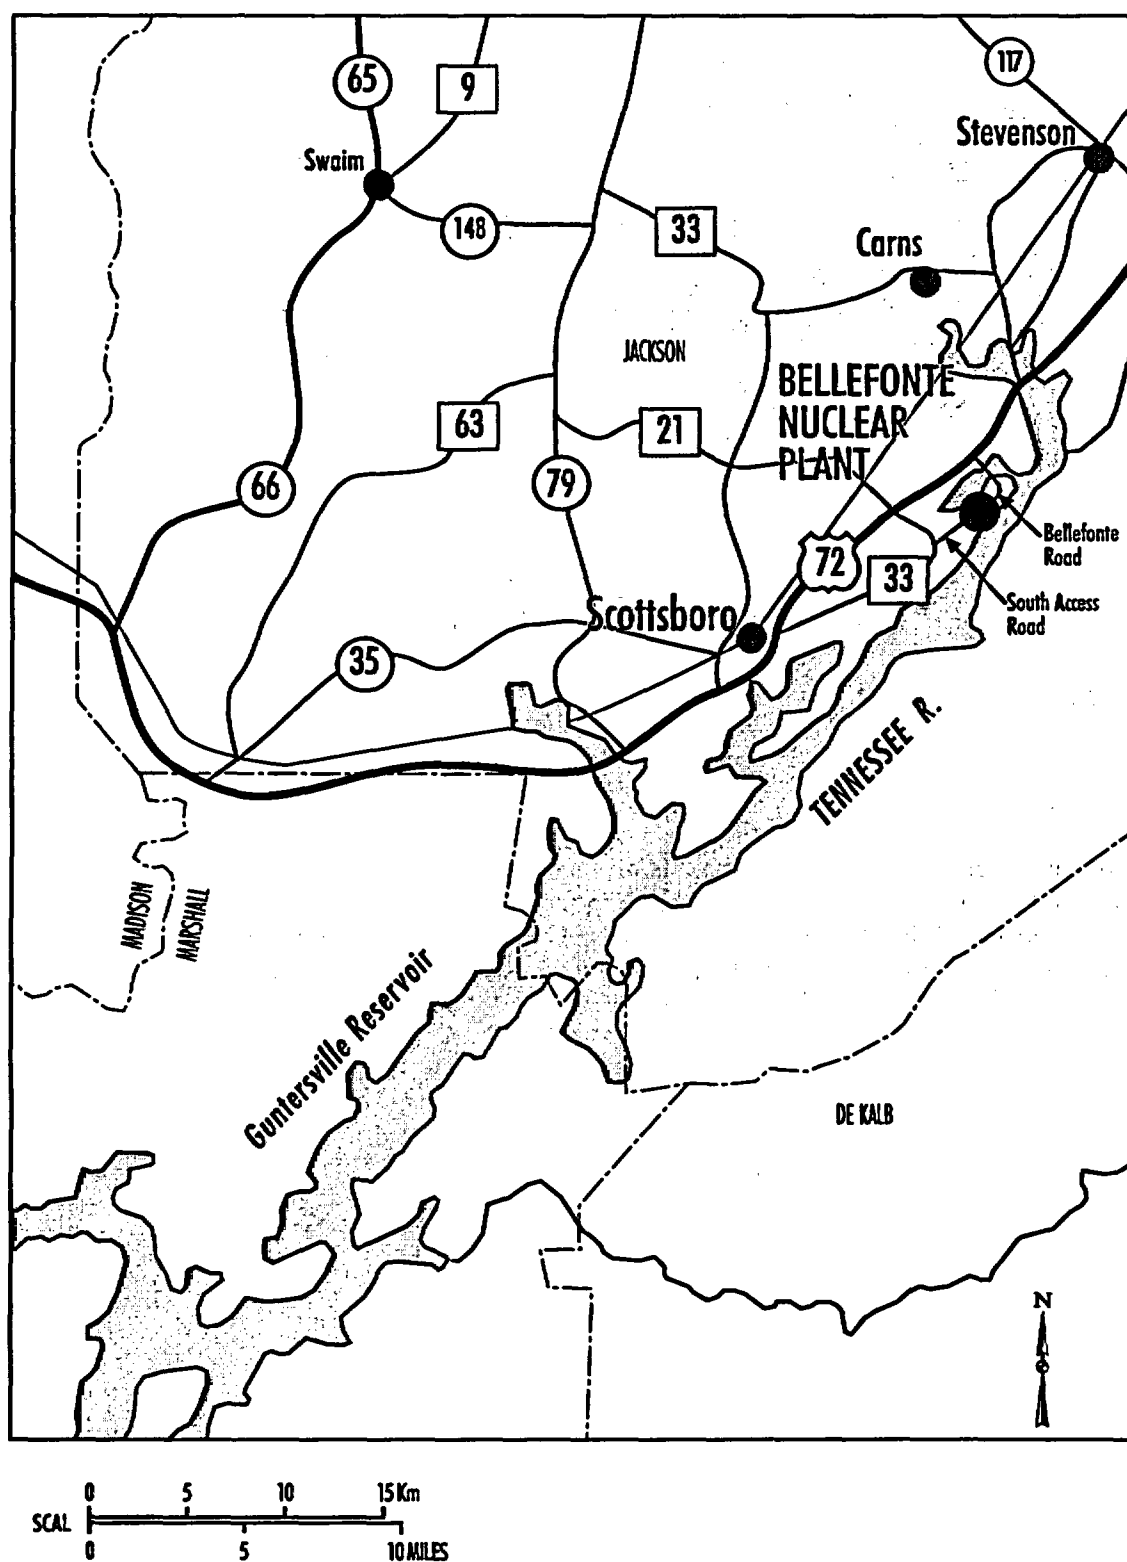 117
65
9
Stevenson
Swaim
148
33
Carns
JACKSON
BELLEFONTE
NUCLEAR
PLANT
63
21
66
79
Bellefonte
Road
72
33
South Access
Road
Scottsboro
35
TENNESSEE R.
MADISON
MARSHALL
Guntersville Reservoir
DE KALB
N
0 5 10 15 Km
SCAL
0 5 10 MILES